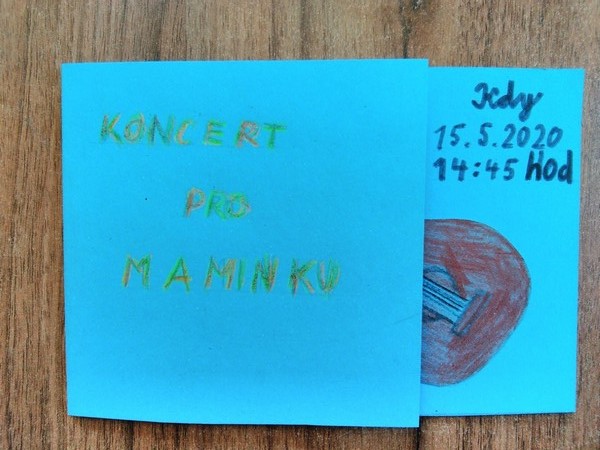 KONCERT
PRO
MAMINKU
Kdy
15.5.2020
14:45 Hod